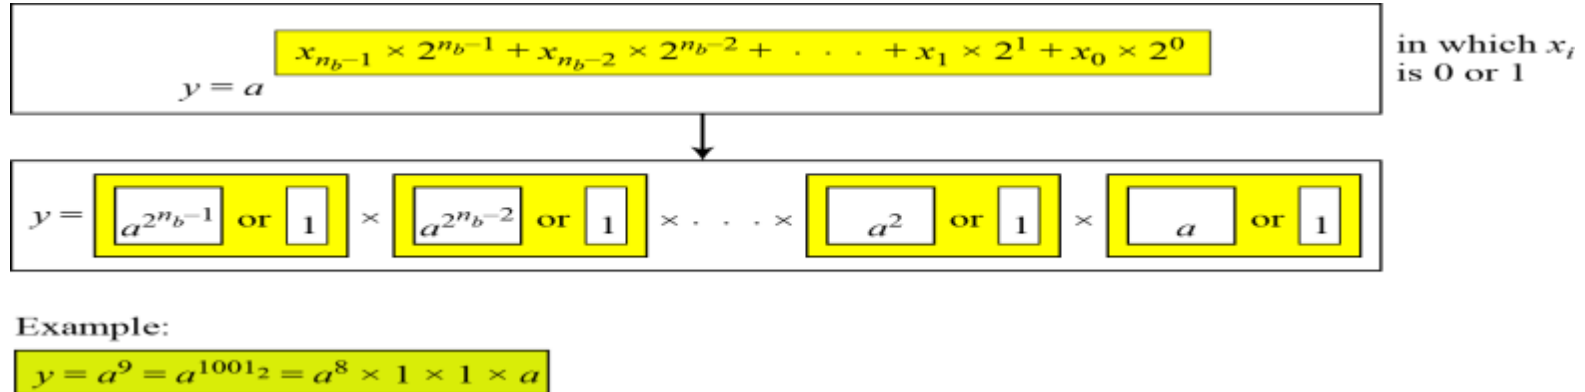 y = a^{x_{n_b−1} × 2^{n_b−1} + x_{n_b−2} × 2^{n_b−2} + · · · + x_1 × 2^1 + x_0 × 2^0}
in which x_i
is 0 or 1
y = a^{2^{n_b−1}} or 1 × a^{2^{n_b−2}} or 1 × · · · × a^2 or 1 × a or 1
Example:
y = a^9 = a^{1001_2} = a^8 × 1 × 1 × a